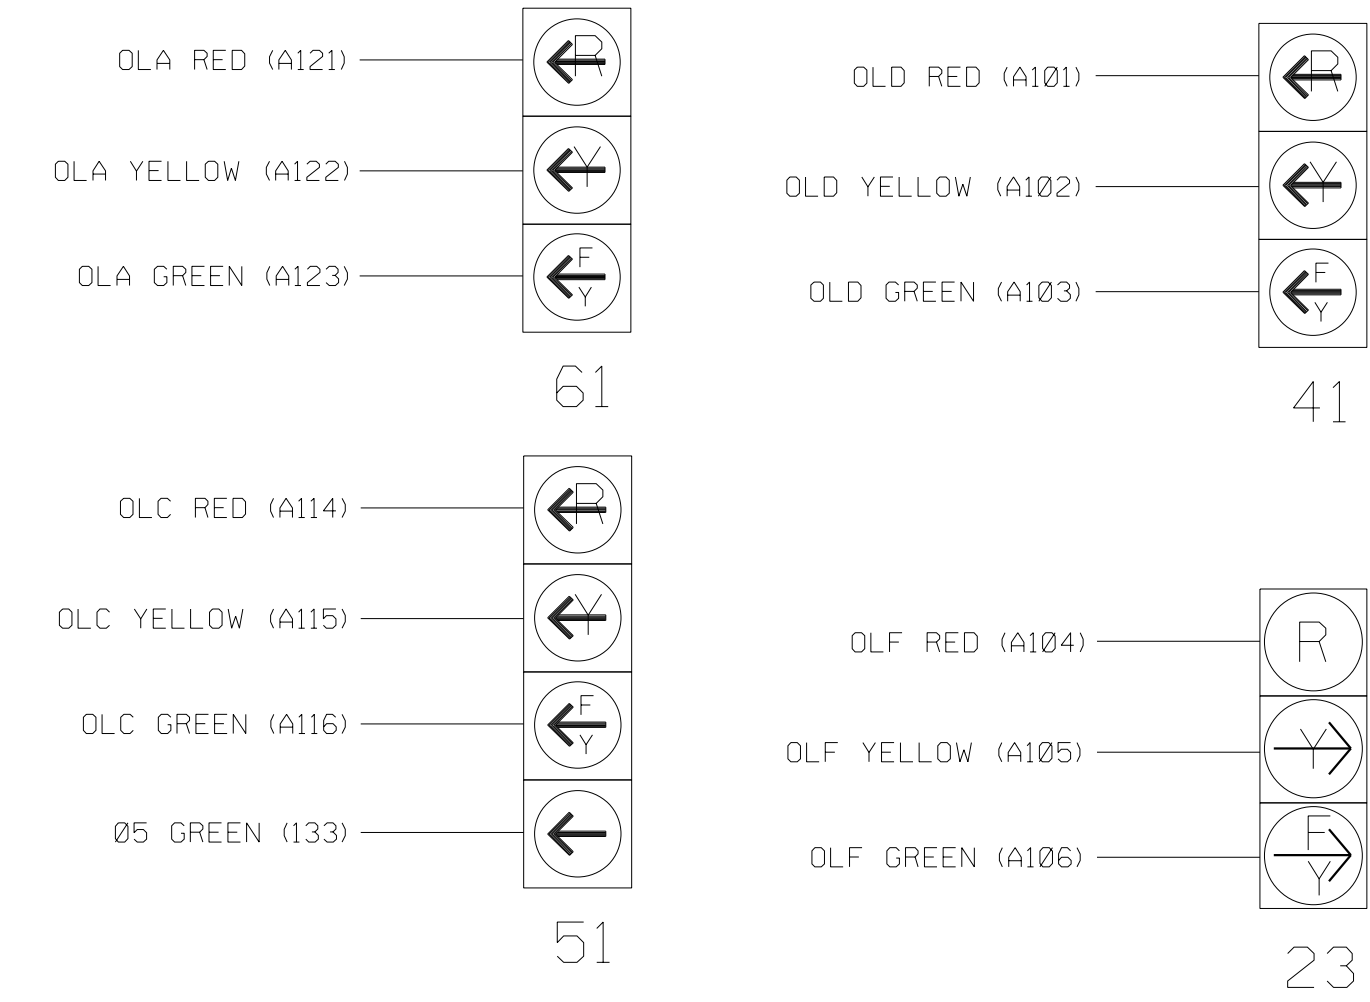 OLA RED (A121)
R
OLA YELLOW (A122)
Y
OLA GREEN (A123)
F
Y
61
OLD RED (A1Ø1)
R
OLD YELLOW (A1Ø2)
Y
OLD GREEN (A1Ø3)
F
Y
41
OLC RED (A114)
R
OLC YELLOW (A115)
Y
OLC GREEN (A116)
F
Y
Ø5 GREEN (133)
51
OLF RED (A1Ø4)
R
OLF YELLOW (A1Ø5)
Y
OLF GREEN (A1Ø6)
F
Y
23